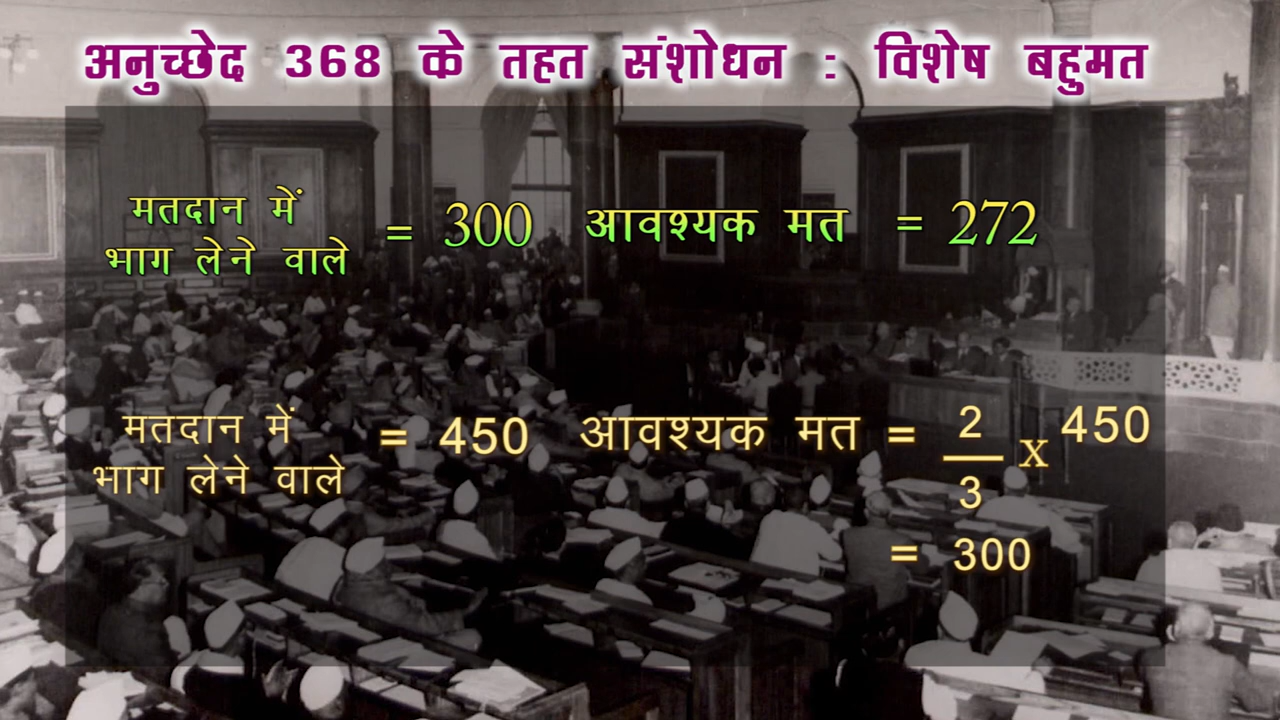 अनुच्छेद 368 के तहत संशोधन : विशेष बहुमत
मतदान में
भाग लेने वाले = 300 आवश्यक मत = 272
मतदान में
भाग लेने वाले = 450 आवश्यक मत = 2/3 x 450
= 300